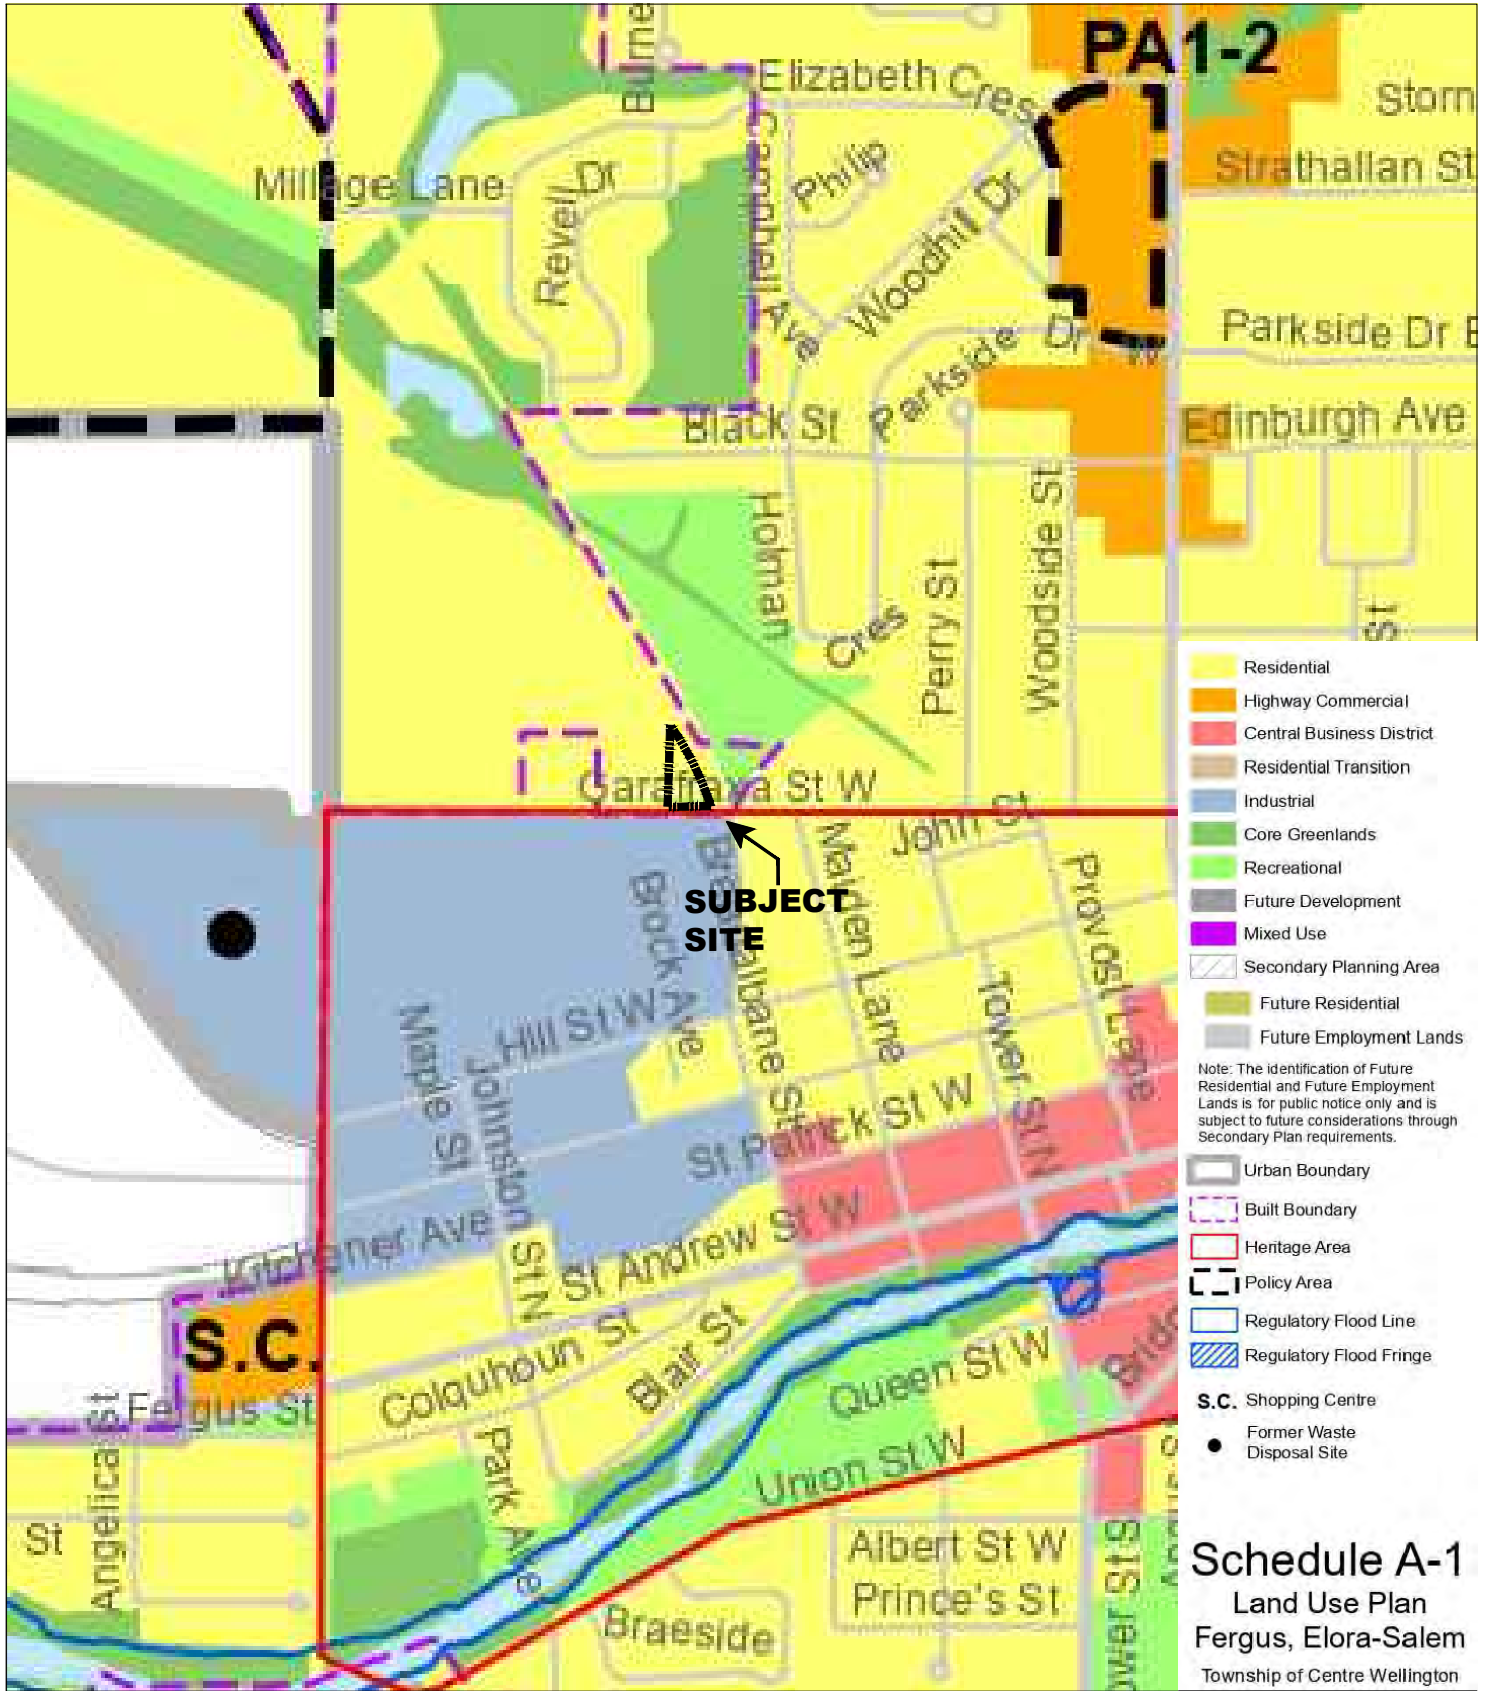 PA1-2
Elizabeth Cres
Storn
Strathallan St
Philip
Millage Lane
Revell Dr
Campbell Ave
Woodhill Dr
Parkside Dr W
Parkside Dr E
Black St
Edinburgh Ave
Holman Cres
Perry St
Woodside St
St
Garafraxa St W
John St
SUBJECT
SITE
Maiden Lane
Provost Lane
Brock Ave
Breadalbane St
Hill St W
Maple St
Johnston St N
Tower St N
St Patrick St W
Kitchener Ave
St Andrew St W
S.C.
Colquhoun St
Blair St
Fergus St
Queen St W
Union St W
Angelica St
St
Park Ave
Albert St W
Prince's St
Braeside
Residential
Highway Commercial
Central Business District
Residential Transition
Industrial
Core Greenlands
Recreational
Future Development
Mixed Use
Secondary Planning Area
Future Residential
Future Employment Lands
Note: The identification of Future
Residential and Future Employment
Lands is for public notice only and is
subject to future considerations through
Secondary Plan requirements.
Urban Boundary
Built Boundary
Heritage Area
Policy Area
Regulatory Flood Line
Regulatory Flood Fringe
S.C. Shopping Centre
Former Waste
Disposal Site
Schedule A-1
Land Use Plan
Fergus, Elora-Salem
Township of Centre Wellington